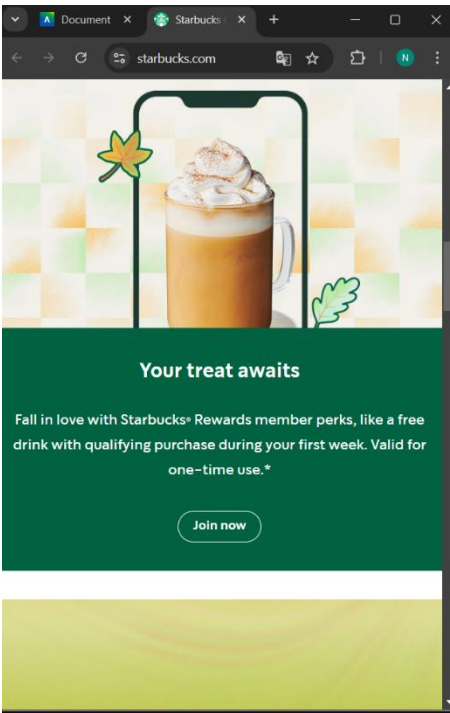 Document
Starbucks
starbucks.com
N
Your treat awaits
Fall in love with Starbucks® Rewards member perks, like a free
drink with qualifying purchase during your first week. Valid for
one-time use.*
Join now